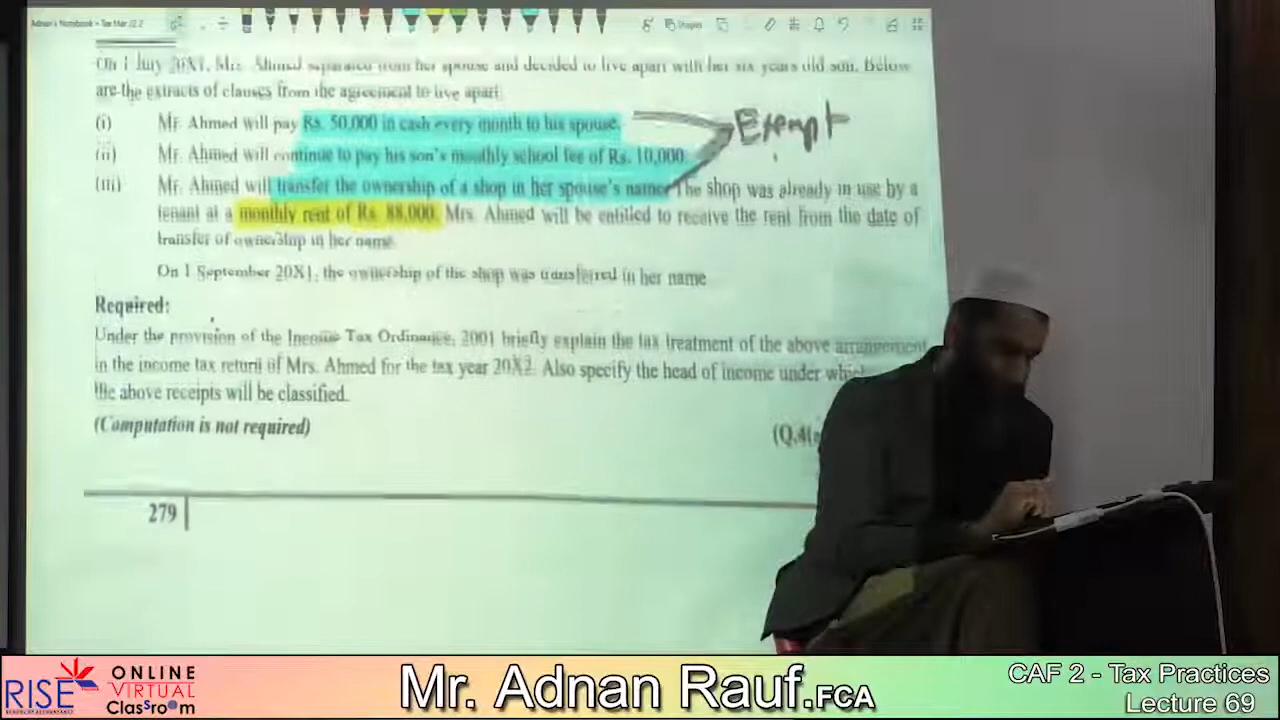 Adnan's Notebook - Tax Mar 22 2
Shapes
On 1 July 20X1, Mrs. Ahmed separated from her spouse and decided to live apart with her six years old son. Below
are the extracts of clauses from the agreement to live apart.
(i) Mr. Ahmed will pay Rs. 50,000 in cash every month to his spouse.
Exempt
(ii) Mr. Ahmed will continue to pay his son's monthly school fee of Rs. 10,000
(iii) Mr. Ahmed will transfer the ownership of a shop in her spouse's name. The shop was already in use by a
tenant at a monthly rent of Rs. 88,000. Mrs. Ahmed will be entitled to receive the rent from the date of
transfer of ownership in her name.
On 1 September 20X1, the ownership of the shop was transferred in her name
Required:
Under the provision of the Income Tax Ordinance, 2001 briefly explain the tax treatment of the above arrangement
in the income tax return of Mrs. Ahmed for the tax year 20X2. Also specify the head of income under
the above receipts will be classified.
(Computation is not required) (Q.4(
279
RISE
ONLINE
VIRTUAL
ClassrOOm
Mr. Adnan Rauf.FCA
CAF 2 - Tax Practices
Lecture 69